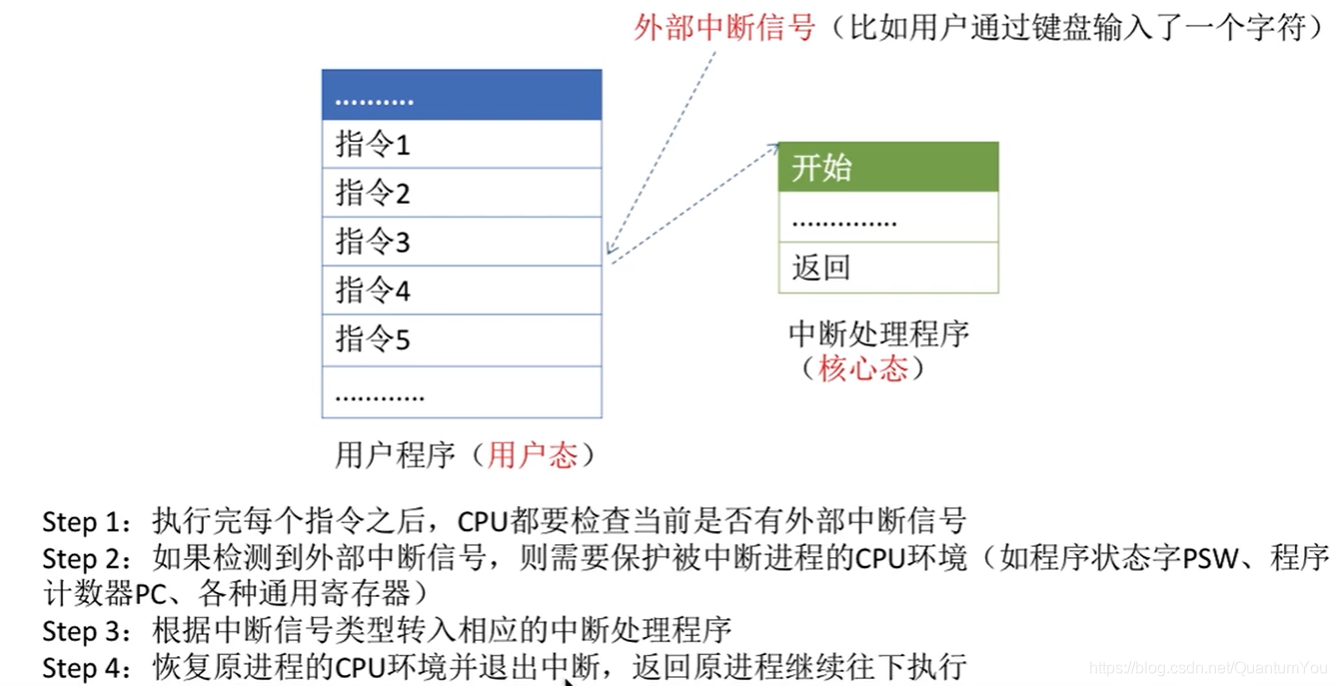 外部中断信号（比如用户通过键盘输入了一个字符）
..........
指令1
指令2
指令3
指令4
指令5
............
用户程序（用户态）
开始
..............
返回
中断处理程序
（核心态）
Step 1：执行完每个指令之后，CPU都要检查当前是否有外部中断信号
Step 2：如果检测到外部中断信号，则需要保护被中断进程的CPU环境（如程序状态字PSW、程序
计数器PC、各种通用寄存器）
Step 3：根据中断信号类型转入相应的中断处理程序
Step 4：恢复原进程的CPU环境并退出中断，返回原进程继续往下执行
https://blog.csdn.net/QuantumYou